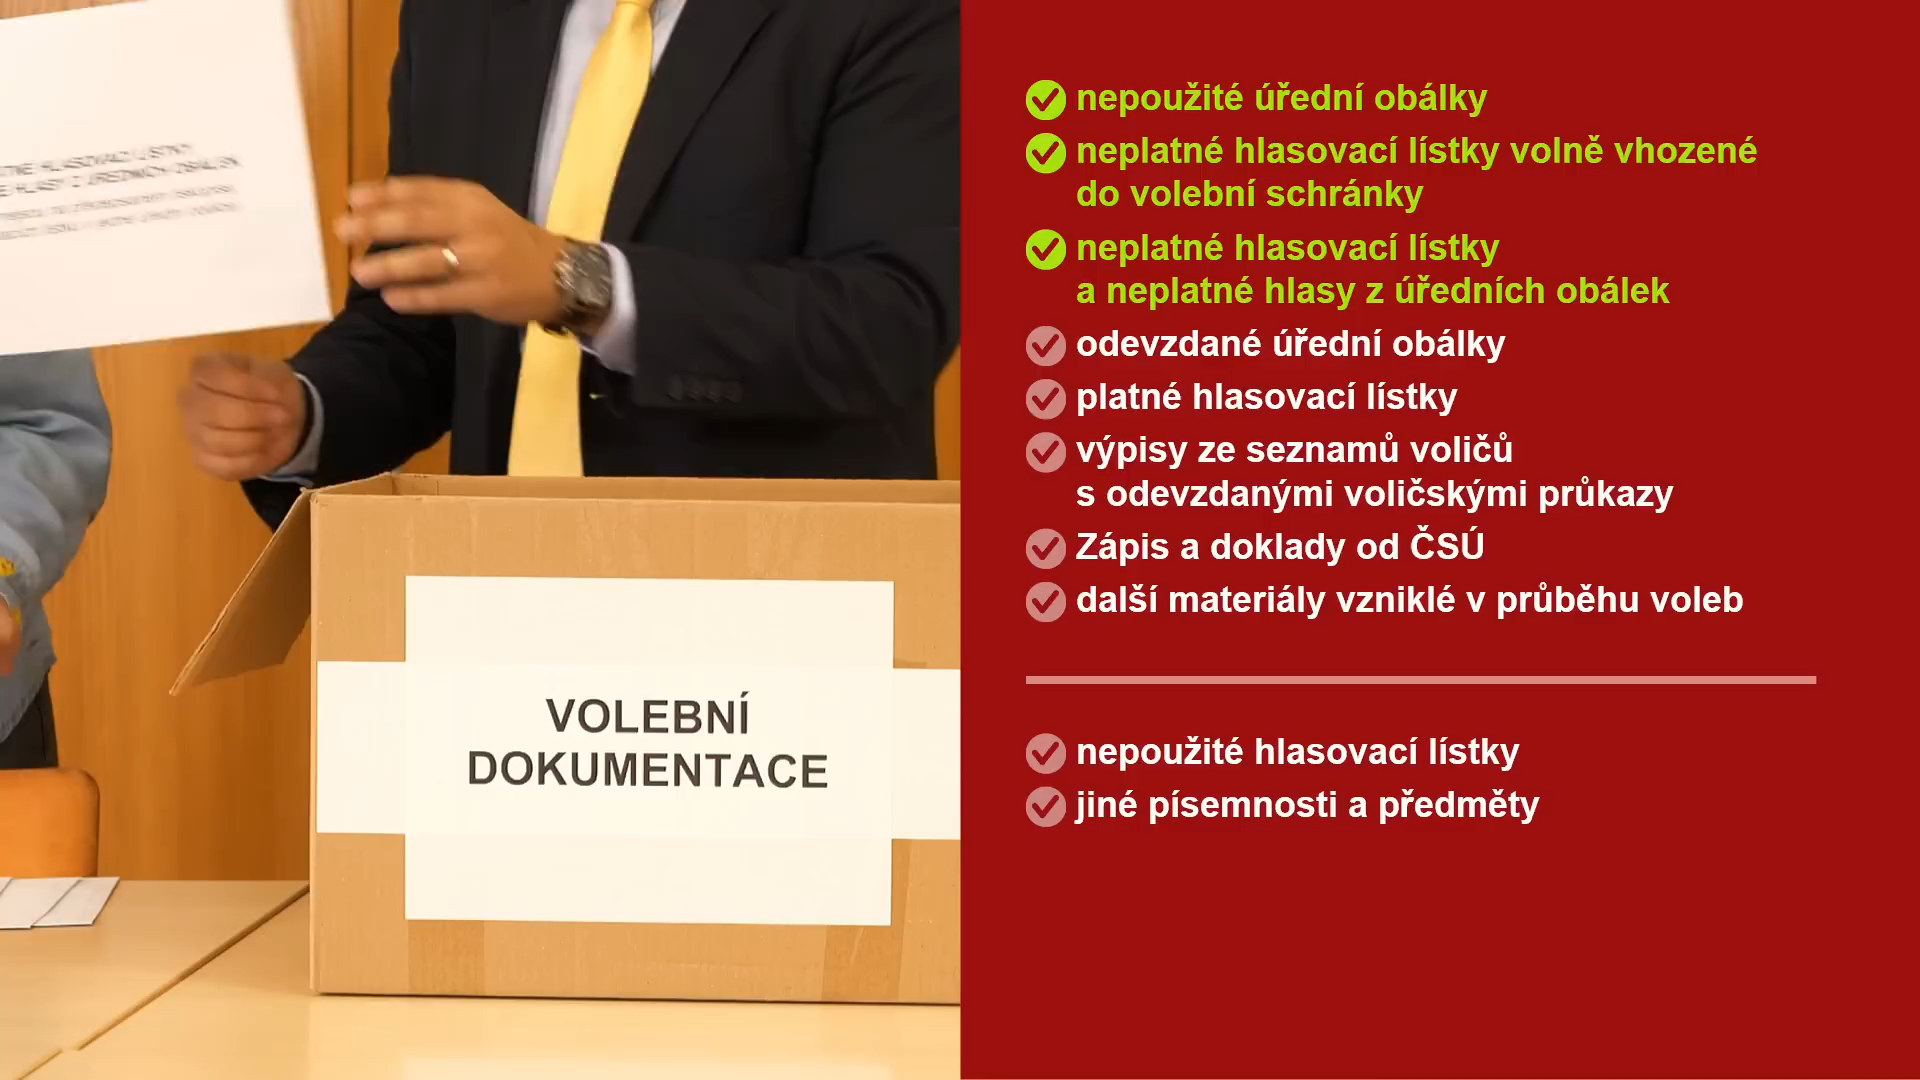 HLASOVACÍ LÍSTKY
nepoužité úřední obálky
neplatné hlasovací lístky volně vhozené
do volební schránky
neplatné hlasovací lístky
a neplatné hlasy z úředních obálek
odevzdané úřední obálky
platné hlasovací lístky
výpisy ze seznamů voličů
s odevzdanými voličskými průkazy
Zápis a doklady od ČSÚ
další materiály vzniklé v průběhu voleb
nepoužité hlasovací lístky
jiné písemnosti a předměty
VOLEBNÍ
DOKUMENTACE